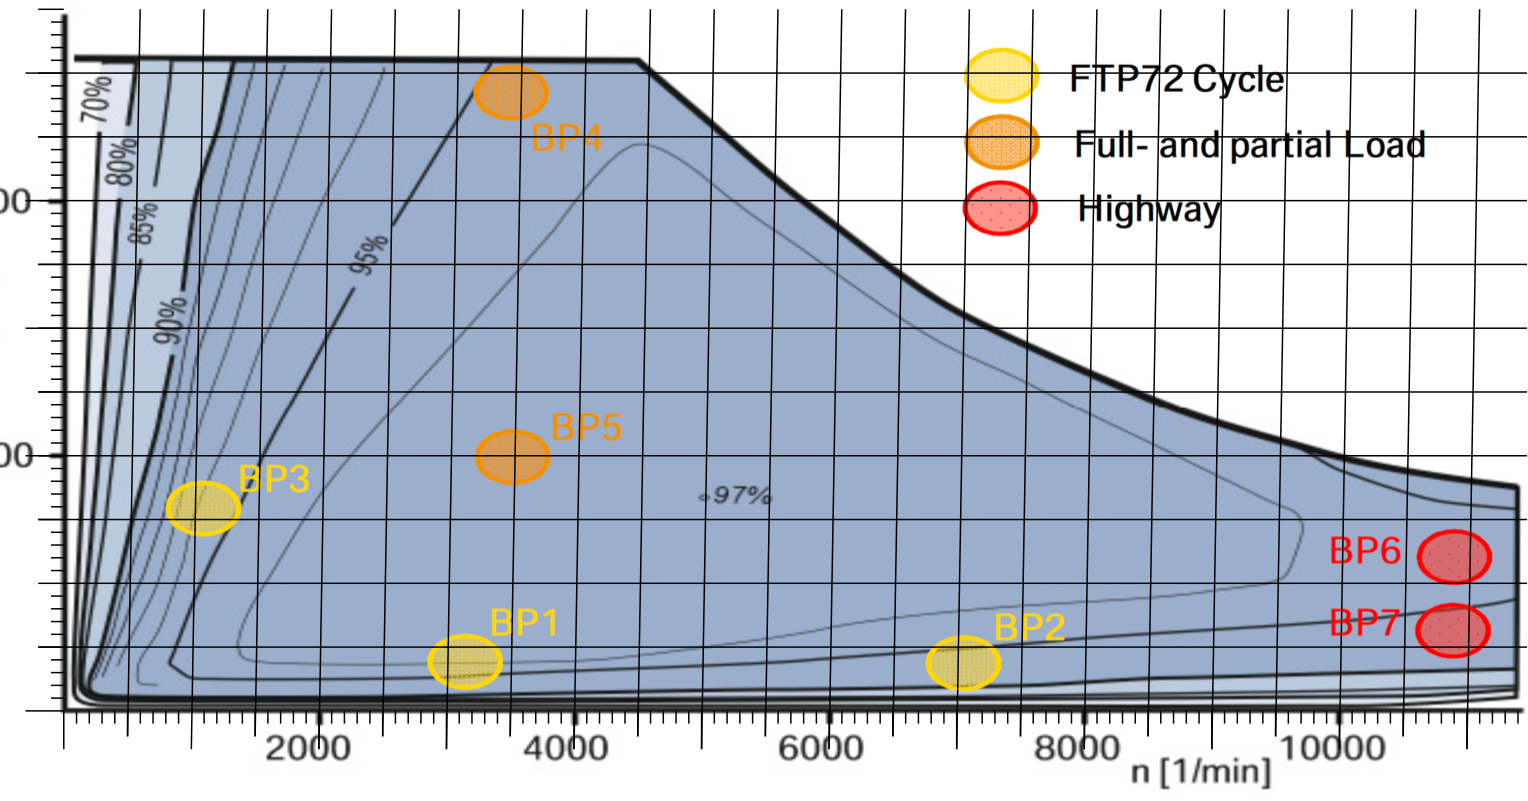 70%
80%
85%
90%
95%
BP4
FTP72 Cycle
Full- and partial Load
Highway
00
BP5
00
BP3
97%
BP6
BP1
BP2
BP7
2000 4000 6000 8000 10000
n [1/min]